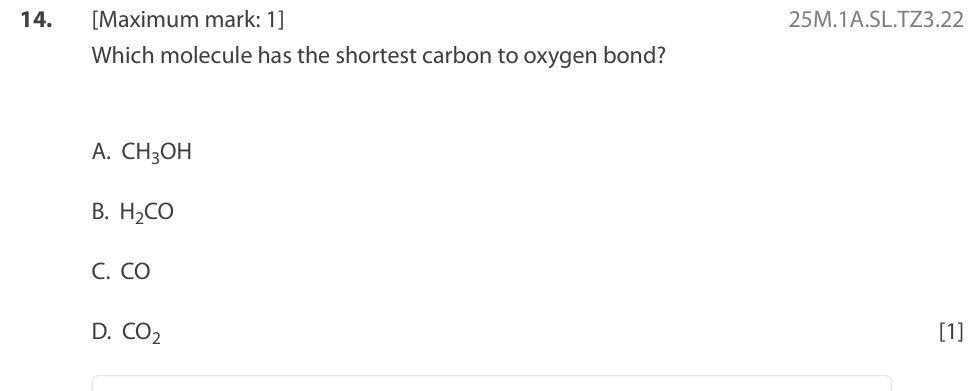 14. [Maximum mark: 1] 25M.1A.SL.TZ3.22
Which molecule has the shortest carbon to oxygen bond?
A. CH₃OH
B. H₂CO
C. CO
D. CO₂ [1]